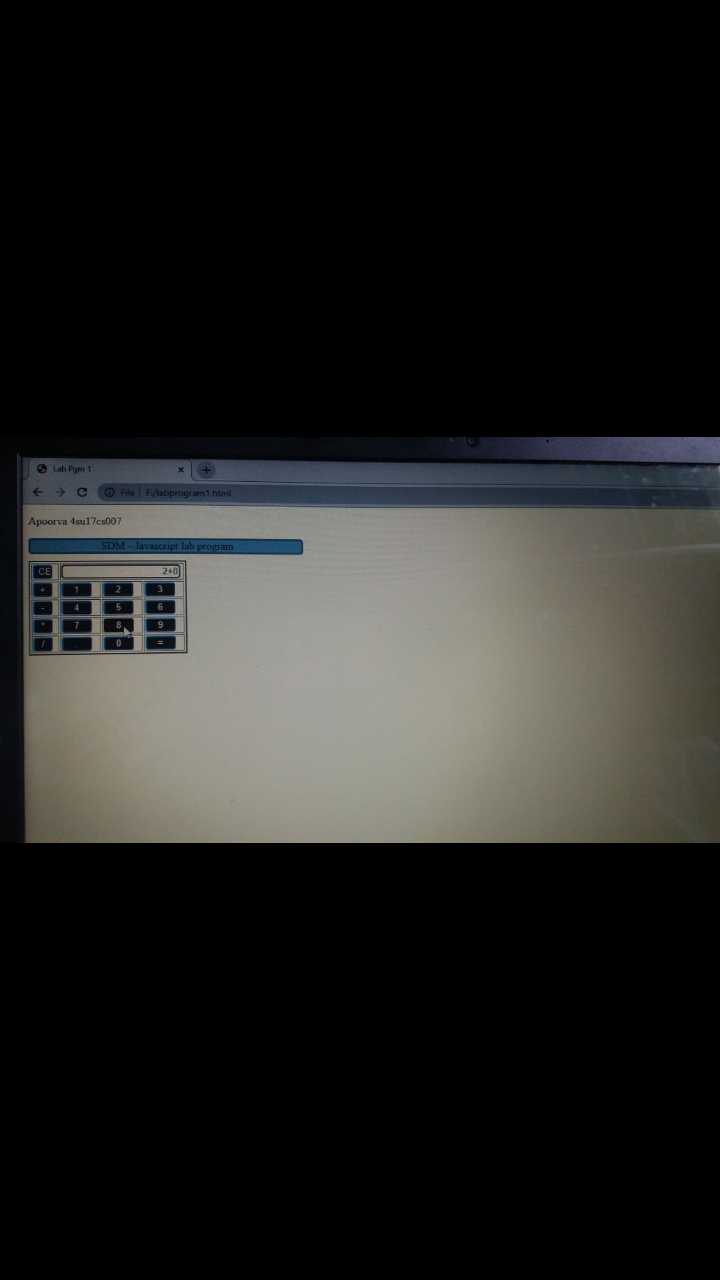 Lab Pgm 1
File | F:/labprogram1.html
Apoorva 4su17cs007
SDM --Javascript lab program
CE 2+8
+ 1 2 3
- 4 5 6
* 7 8 9
/ . 0 =